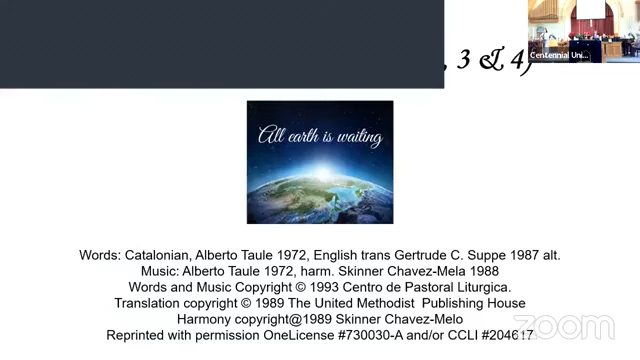 , 3 & 4)
Centennial Uni...
All earth is waiting
Words: Catalonian, Alberto Taule 1972, English trans Gertrude C. Suppe 1987 alt.
Music: Alberto Taule 1972, harm. Skinner Chavez-Mela 1988
Words and Music Copyright © 1993 Centro de Pastoral Liturgica.
Translation copyright © 1989 The United Methodist Publishing House
Harmony copyright@1989 Skinner Chavez-Melo
Reprinted with permission OneLicense #730030-A and/or CCLI #204617
zoom